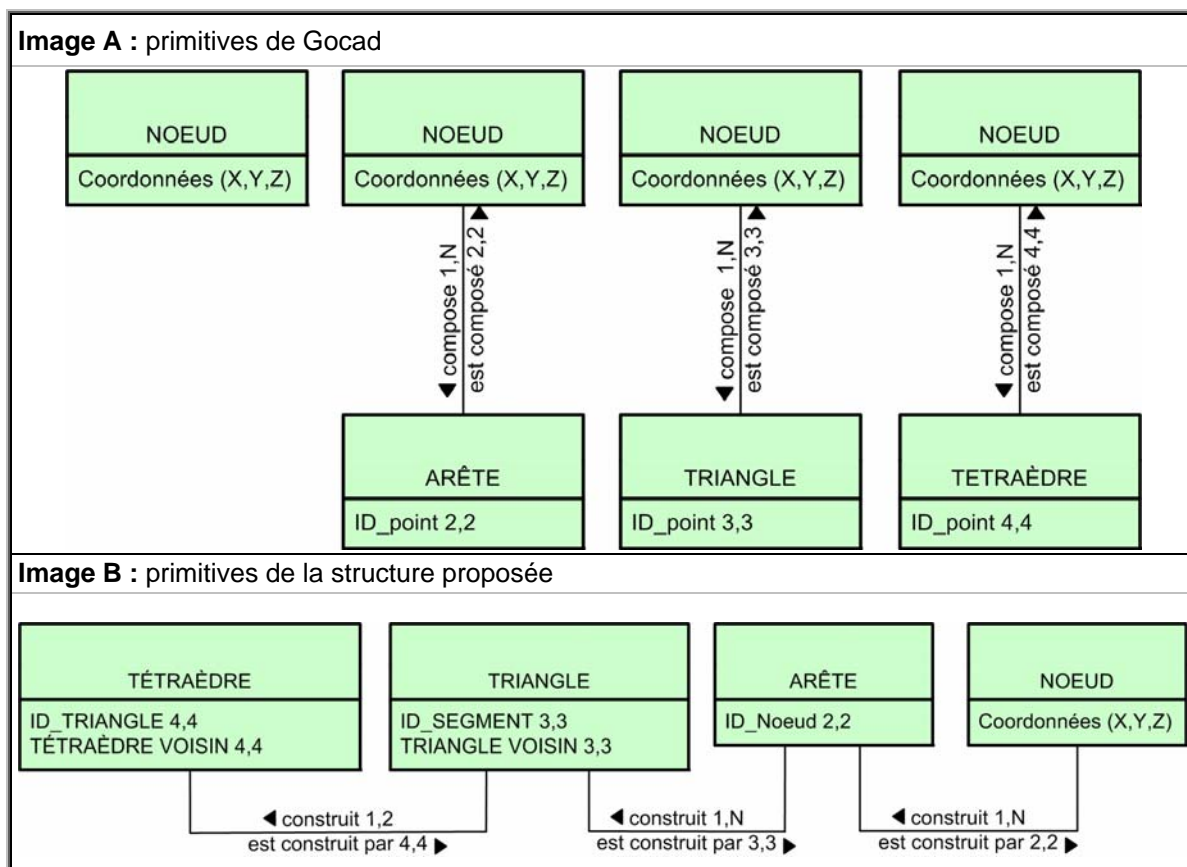 Image A : primitives de Gocad
NOEUD
Coordonnées (X,Y,Z)
NOEUD
Coordonnées (X,Y,Z)
NOEUD
Coordonnées (X,Y,Z)
NOEUD
Coordonnées (X,Y,Z)
◀ compose 1,N
est composé 2,2 ▶
◀ compose 1,N
est composé 3,3 ▶
◀ compose 1,N
est composé 4,4 ▶
ARÊTE
ID_point 2,2
TRIANGLE
ID_point 3,3
TETRAÈDRE
ID_point 4,4
Image B : primitives de la structure proposée
TÉTRAÈDRE
ID_TRIANGLE 4,4
TÉTRAÈDRE VOISIN 4,4
TRIANGLE
ID_SEGMENT 3,3
TRIANGLE VOISIN 3,3
ARÊTE
ID_Noeud 2,2
NOEUD
Coordonnées (X,Y,Z)
◀ construit 1,2
est construit par 4,4 ▶
◀ construit 1,N
est construit par 3,3 ▶
◀ construit 1,N
est construit par 2,2 ▶